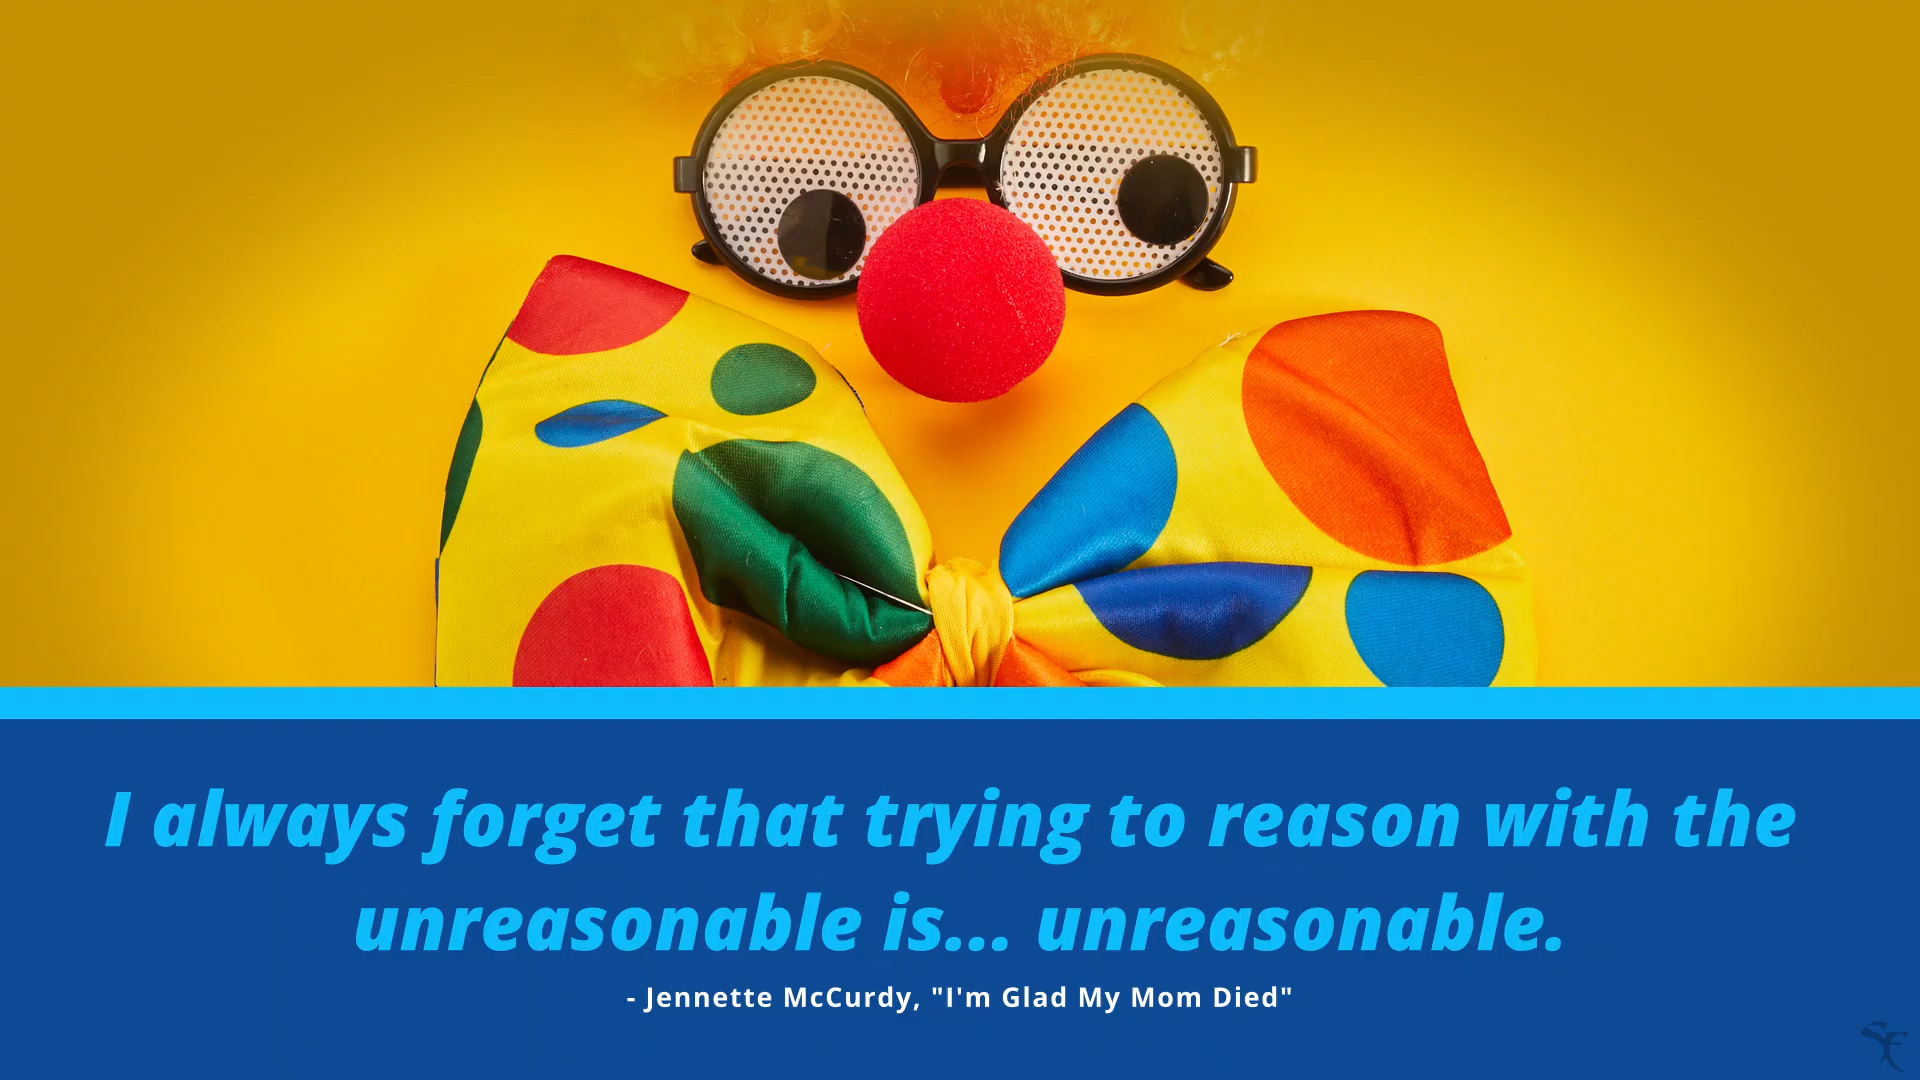 I always forget that trying to reason with the
unreasonable is... unreasonable.
- Jennette McCurdy, "I'm Glad My Mom Died"